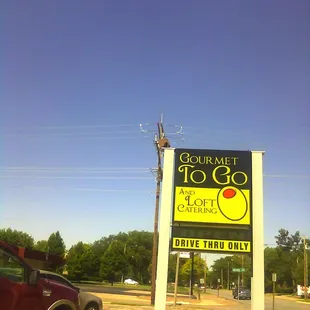 GOURMET
TO GO
AND
LOFT
CATERING
DRIVE THRU ONLY